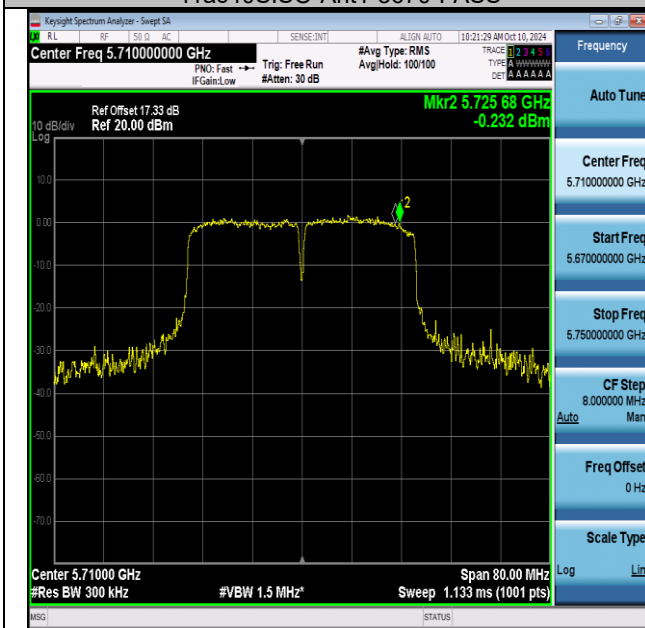 Keysight Spectrum Analyzer - Swept SA
RL RF 50 Ω AC SENSE:INT ALIGN AUTO 10:21:29 AM Oct 10, 2024
Center Freq 5.710000000 GHz #Avg Type: RMS TRACE 1 2 3 4 5 6
PNO: Fast Trig: Free Run Avg|Hold: 100/100 TYPE A WWWWW
IFGain:Low #Atten: 30 dB DET A A A A A A
Frequency
Auto Tune
Center Freq
5.710000000 GHz
Start Freq
5.670000000 GHz
Stop Freq
5.750000000 GHz
CF Step
8.000000 MHz
Auto Man
Freq Offset
0 Hz
Scale Type
Log Lin
Mkr2 5.725 68 GHz
-0.232 dBm
Ref Offset 17.33 dB
10 dB/div Ref 20.00 dBm
Log
10.0
0.00
-10.0
-20.0
-30.0
-40.0
-50.0
-60.0
-70.0
2
Center 5.71000 GHz Span 80.00 MHz
#Res BW 300 kHz #VBW 1.5 MHz* Sweep 1.133 ms (1001 pts)
MSG STATUS